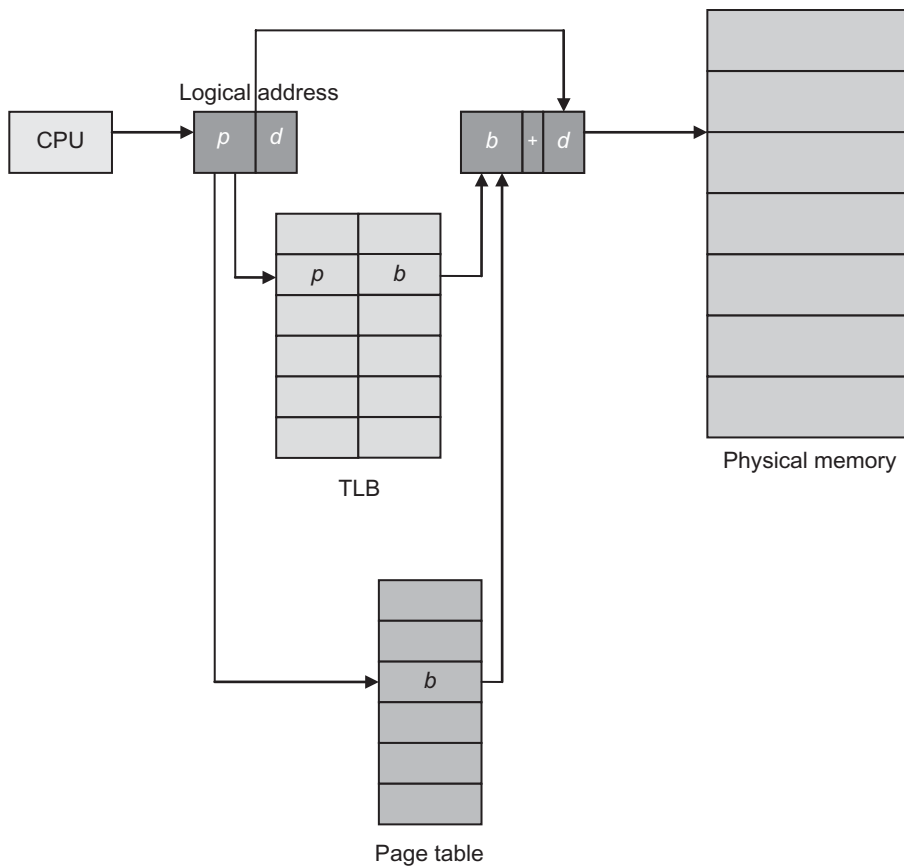 Logical address
CPU
p d
b + d
p b
TLB
Physical memory
b
Page table